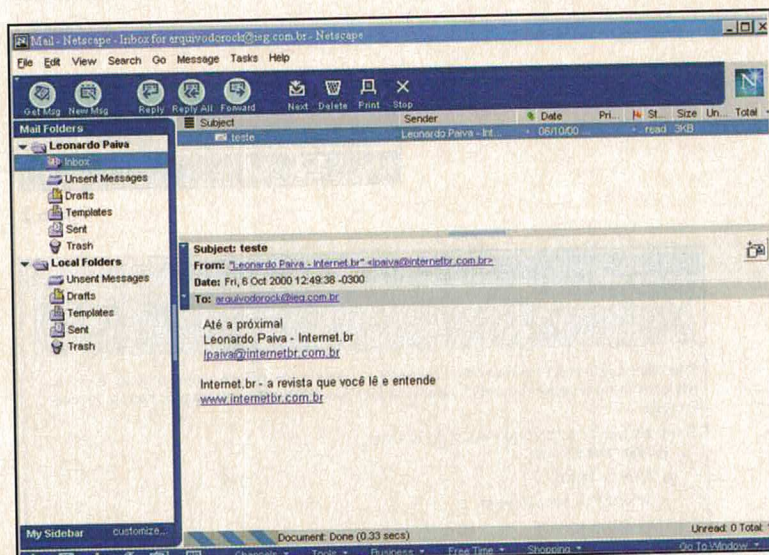 Mail - Netscape - Inbox for arquivodorock@ieg.com.br - Netscape
File Edit View Search Go Message Tasks Help
Get Msg New Msg Reply Reply All Forward Next Delete Print Stop
N
Mail Folders
Leonardo Paiva
Inbox
Unsent Messages
Drafts
Templates
Sent
Trash
Local Folders
Unsent Messages
Drafts
Templates
Sent
Trash
My Sidebar customize...
Subject Sender Date Pri... St... Size Un... Total
teste Leonardo Paiva - Int... 06/10/00 ... read 3KB
Subject: teste
From: "Leonardo Paiva - Internet.br" <lpaiva@internetbr.com.br>
Date: Fri, 6 Oct 2000 12:49:38 -0300
To: arquivodorock@ieg.com.br
Até a próxima!
Leonardo Paiva - Internet.br
lpaiva@internetbr.com.br
Internet.br - a revista que você lê e entende
www.internetbr.com.br
Document: Done (0.33 secs)
Unread: 0 Total:
Channels Tools Business Free Time Shopping Go To Window